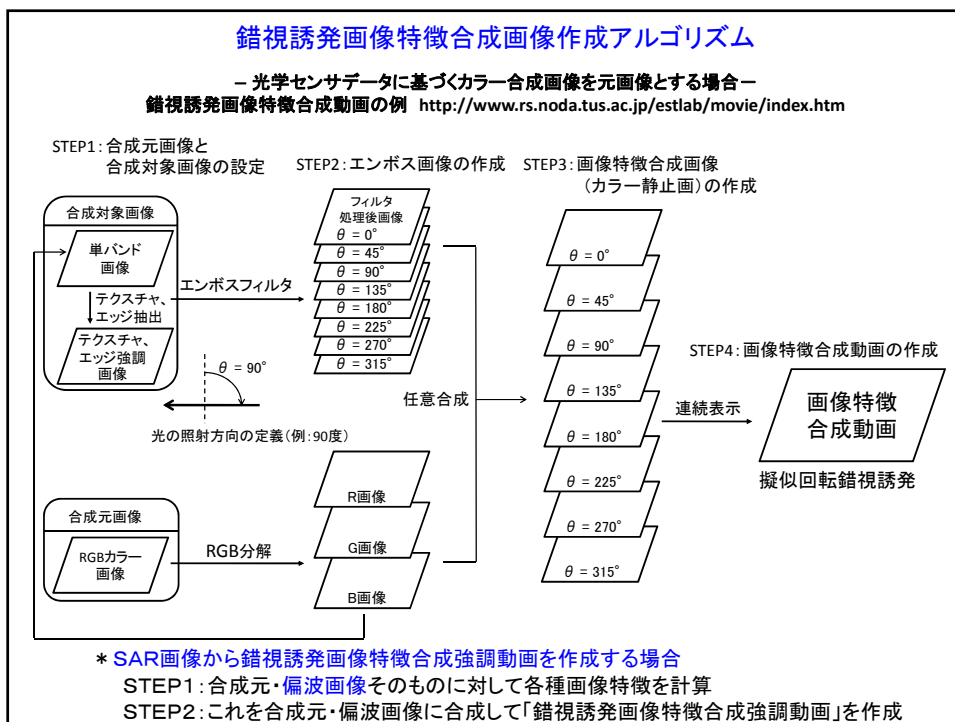 錯視誘発画像特徴合成画像作成アルゴリズム
－ 光学センサデータに基づくカラー合成画像を元画像とする場合－
錯視誘発画像特徴合成動画の例 http://www.rs.noda.tus.ac.jp/estlab/movie/index.htm
STEP1：合成元画像と
合成対象画像の設定
合成対象画像
単バンド
画像
テクスチャ、
エッジ抽出
テクスチャ、
エッジ強調
画像
エンボスフィルタ
θ = 90°
光の照射方向の定義(例：90度)
合成元画像
RGBカラー
画像
RGB分解
STEP2：エンボス画像の作成
フィルタ
処理後画像
θ = 0°
θ = 45°
θ = 90°
θ = 135°
θ = 180°
θ = 225°
θ = 270°
θ = 315°
R画像
G画像
B画像
任意合成
STEP3：画像特徴合成画像
（カラー静止画）の作成
θ = 0°
θ = 45°
θ = 90°
θ = 135°
θ = 180°
θ = 225°
θ = 270°
θ = 315°
連続表示
STEP4：画像特徴合成動画の作成
画像特徴
合成動画
擬似回転錯視誘発
* SAR画像から錯視誘発画像特徴合成強調動画を作成する場合
STEP1：合成元・偏波画像そのものに対して各種画像特徴を計算
STEP2：これを合成元・偏波画像に合成して「錯視誘発画像特徴合成強調動画」を作成